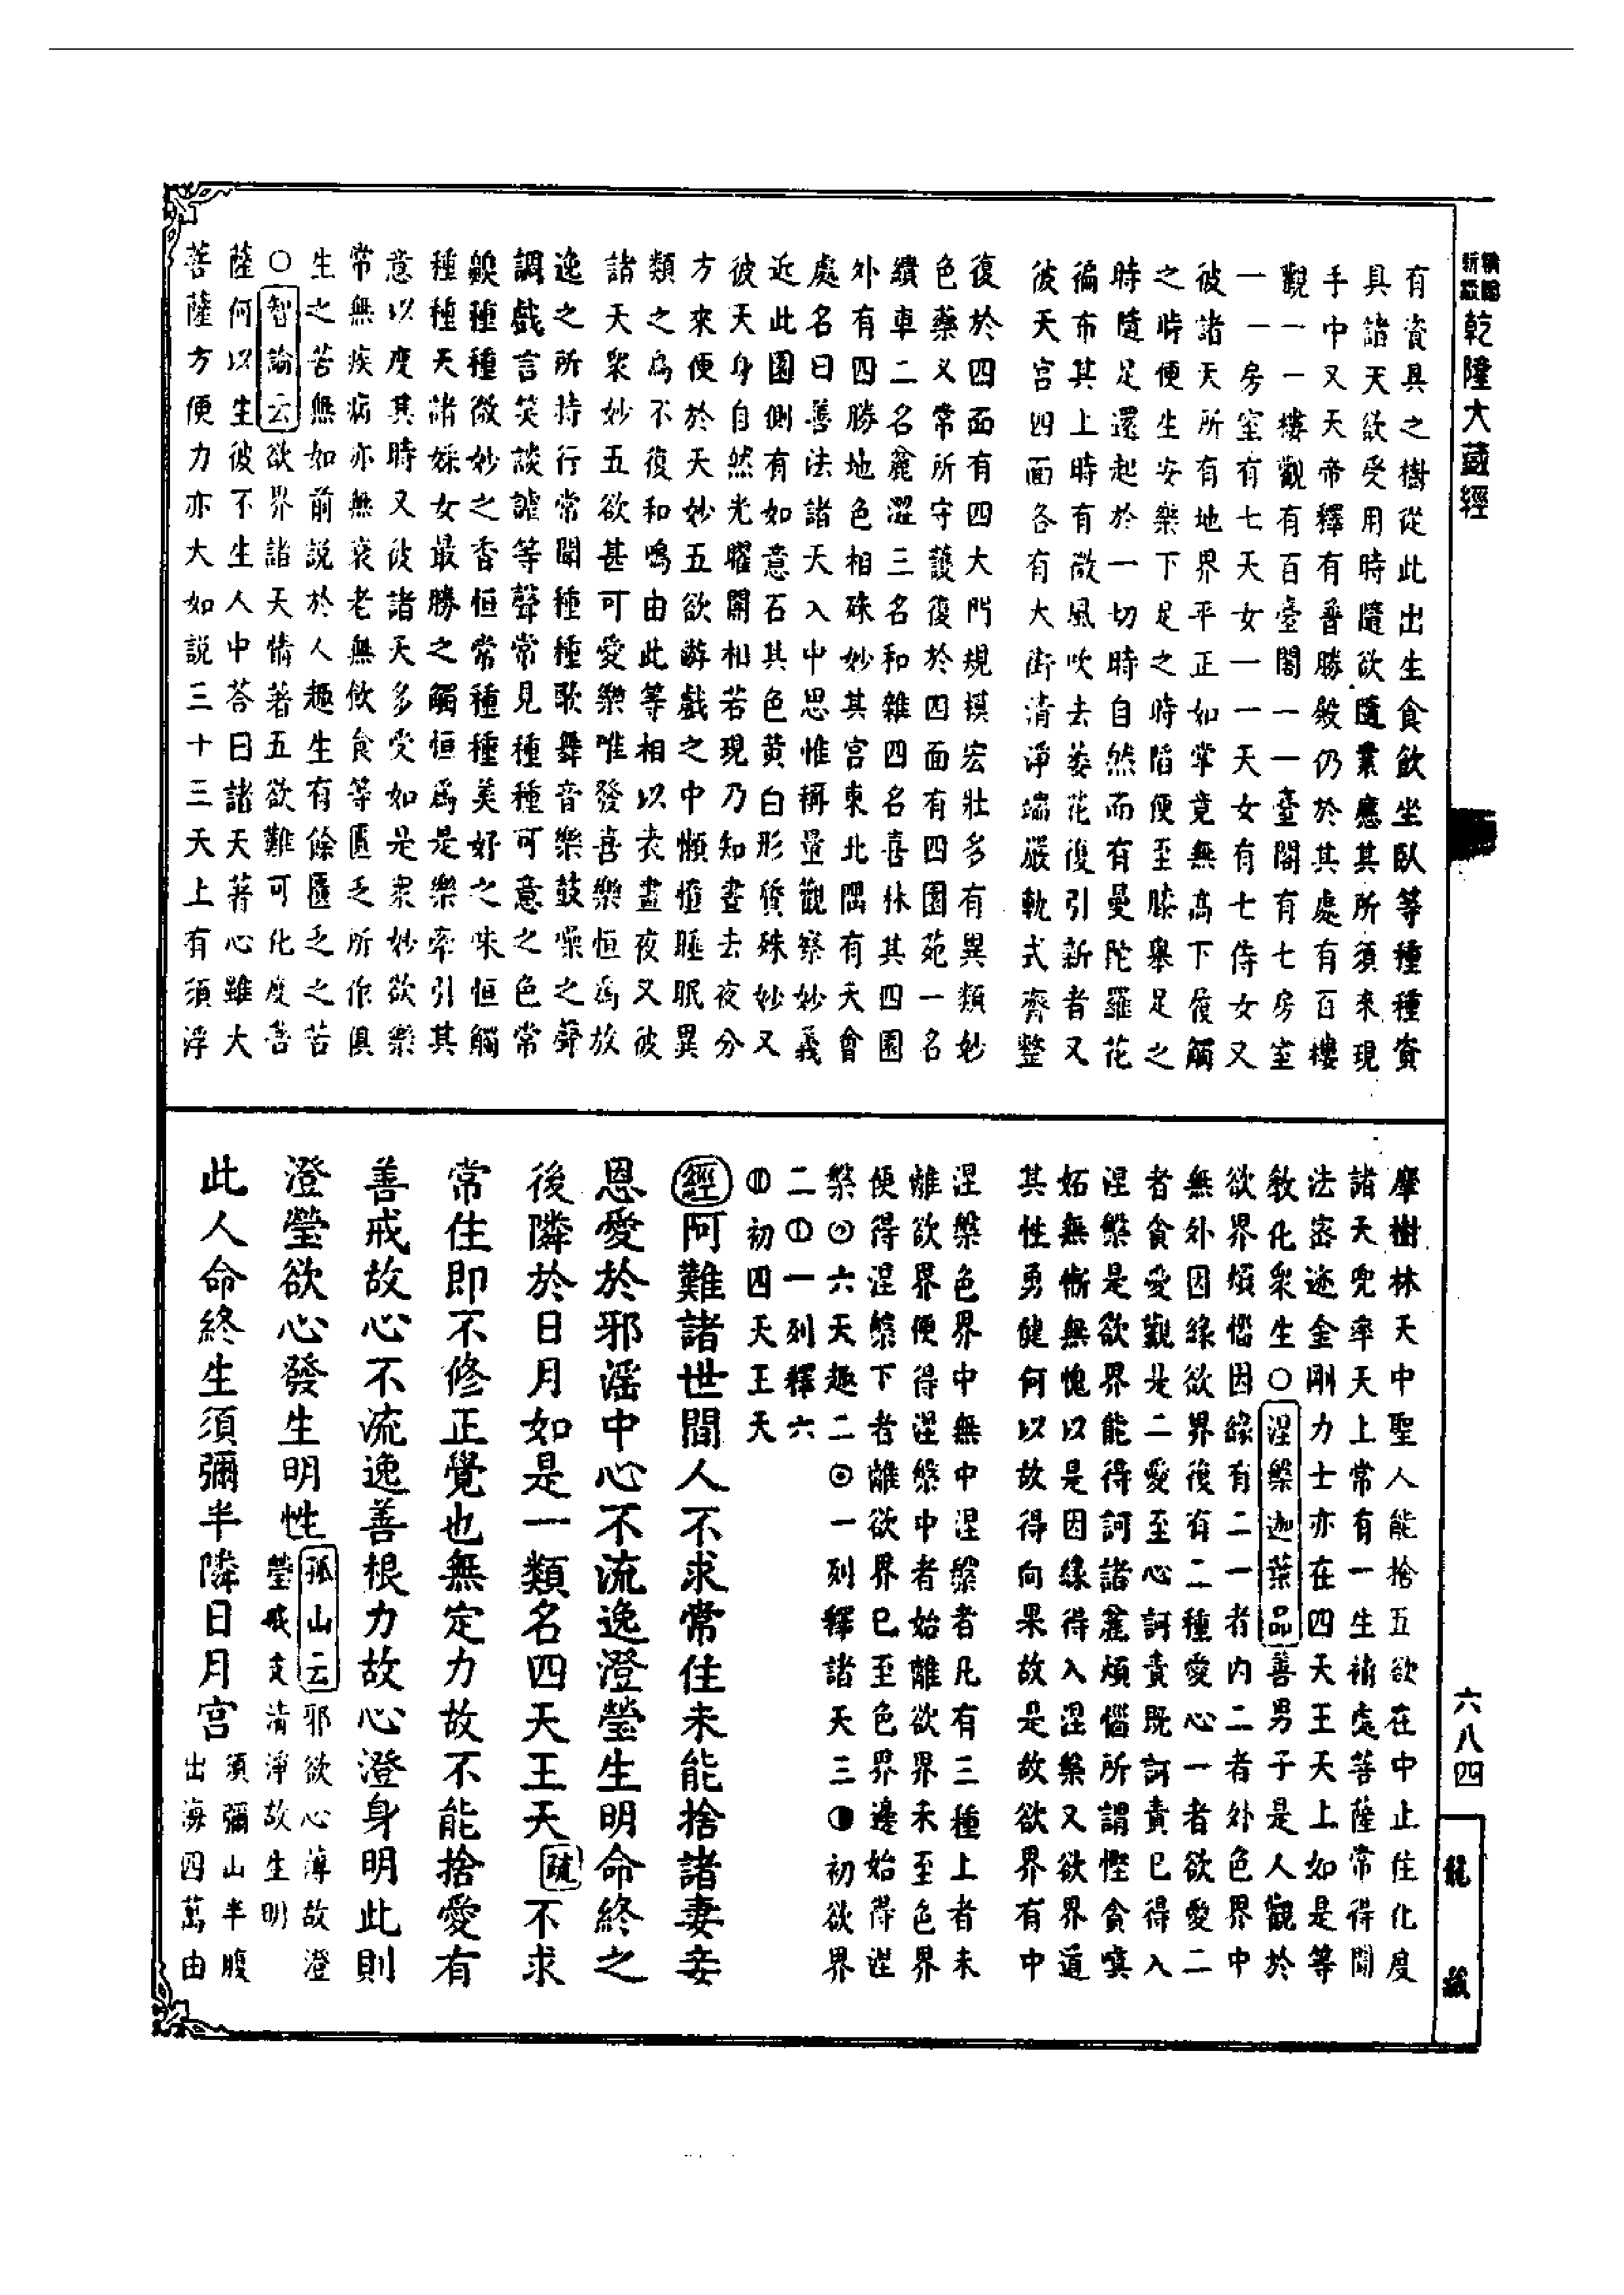 乾隆大藏經
有資具之樹從此出生食飲坐臥等種種資
具諸天欲受用時隨欲隨業應其所須來現
手中又天帝釋有普勝殿仍於其處有百樓
觀一一樓觀有百臺閣一一臺閣有七房室
一一房室有七天女一一天女有七侍女又
彼諸天所有地界平正如掌竟無高下履觸
之時便生安樂下足之時陷便至膝舉足之
時隨足還起於一切時自然而有曼陀羅花
徧布其上時有微風吹去萎花復引新者又
彼天宮四面各有大街清淨端嚴軌式齊整
復於四面有四大門規模宏壯多有異類妙
色藥义常所守護復於四面有四園苑一名
繢車二名麄澀三名和雜四名喜林其四園
外有四勝地色相殊妙其宮東北隅有天會
處名曰善法諸天入中思惟稱量觀察妙義
近此園側有如意石其色黃白形質殊妙又
彼天身自然光曜開相若現乃知晝去夜分
方來便於天妙五欲遊戲之中懶憜睡眠異
類之鳥不復和鳴由此等相以表晝夜又彼
諸天衆妙五欲甚可愛樂唯發喜樂恒爲放
逸之所持行常聞種種歌舞音樂鼓噪之聲
調戲言笑談謔等聲常見種種可意之色常
齅種種微妙之香恒常種種美好之味恒觸
種種天諸婇女最勝之觸恒爲是樂牽引其
意以度其時又彼諸天多受如是衆妙欲樂
常無疾病亦無衰老無飲食等匱乏所作俱
生之苦無如前說於人趣生有餘匱乏之苦
○智論云欲界諸天情著五欲難可化度菩
薩何以生彼不生人中荅曰諸天著心雖大
菩薩方便力亦大如說三十三天上有須浮
摩樹林天中聖人能捨五欲在中止住化度
諸天兜率天上常有一生補處菩薩常得聞
法密迹金剛力士亦在四天王天上如是等
教化衆生○涅槃迦葉品善男子是人觀於
欲界煩惱因緣有二一者內二者外色界中
無外因緣欲界復有二種愛心一者欲愛二
者貪愛觀是二愛至心訶責既訶責已得入
涅槃是欲界能得訶諸麄煩惱所謂慳貪嗔
妬無慚無愧以是因緣得入涅槃又欲界道
其性勇健何以故得向果故是故欲界有中
涅槃色界中無中涅槃者凡有三種上者未
離欲界便得涅槃中者始離欲界未至色界
便得涅槃下者離欲界已至色界邊始得涅
槃⊙六天趣二⊙一列釋諸天三◑初欲界
二①一列釋六
⦷初四天王天
經阿難諸世間人不求常住未能捨諸妻妾
恩愛於邪婬中心不流逸澄瑩生明命終之
後隣於日月如是一類名四天王天疏不求
常住即不修正覺也無定力故不能捨愛有
善戒故心不流逸善根力故心澄身明此則
澄瑩欲心發生明性孤山云邪欲心薄故澄
瑩戒支清淨故生明
此人命終生須彌半隣日月宮須彌山半腹
出海四萬由
六八四
龍藏